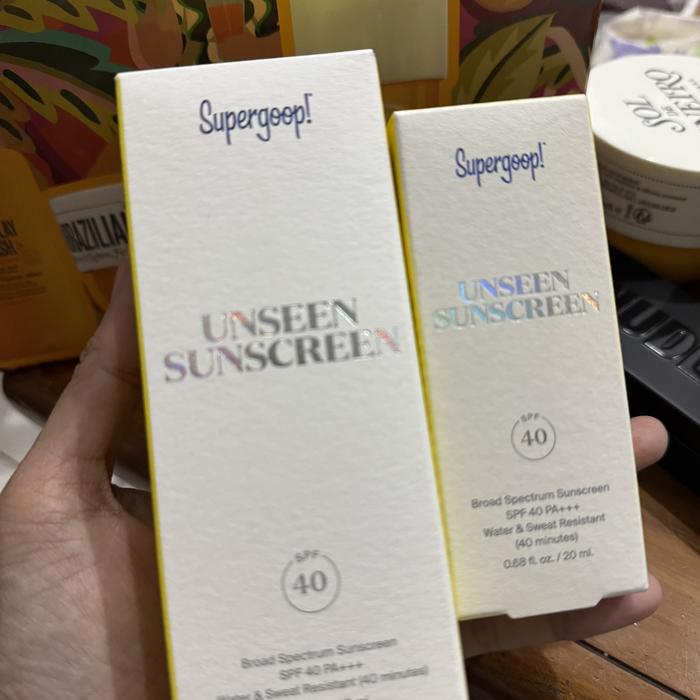 Supergoop!
UNSEEN
SUNSCREEN
SPF
40
Broad Spectrum Sunscreen
SPF 40 PA+++
Water & Sweat Resistant (40 minutes)
Supergoop!
UNSEEN
SUNSCREEN
SPF
40
Broad Spectrum Sunscreen
SPF 40 PA+++
Water & Sweat Resistant
(40 minutes)
0.68 fl. oz. / 20 ml.
SOL
DE